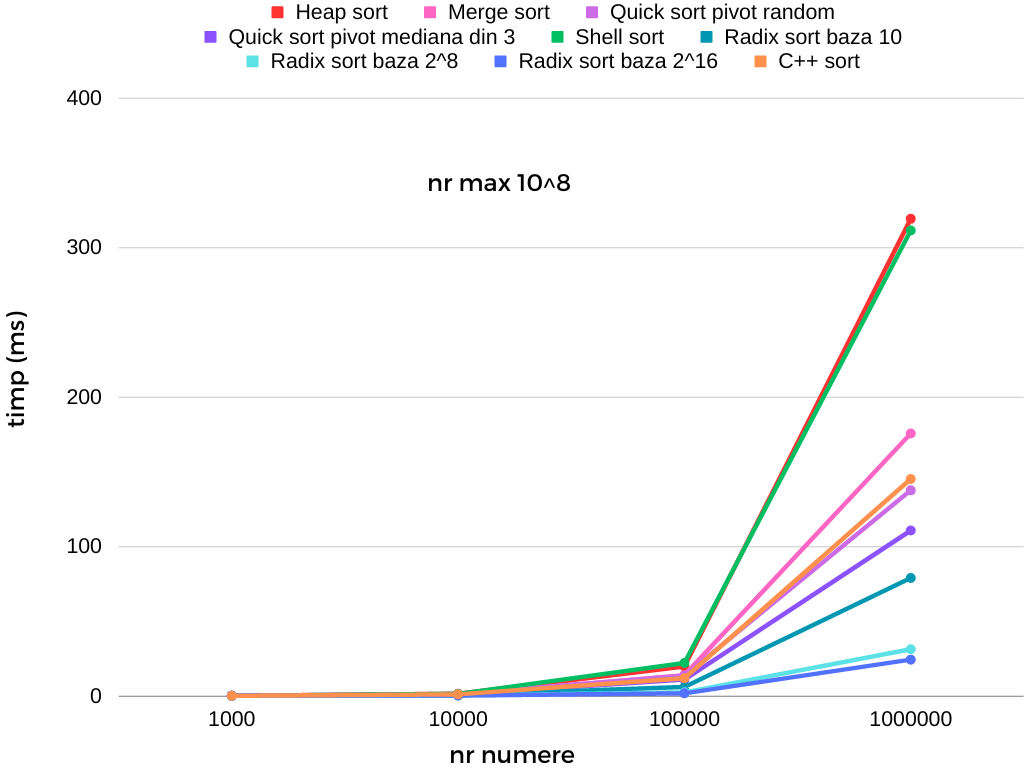 Heap sort Merge sort Quick sort pivot random
Quick sort pivot mediana din 3 Shell sort Radix sort baza 10
Radix sort baza 2^8 Radix sort baza 2^16 C++ sort
400
nr max 10^8
300
timp (ms)
200
100
0
1000 10000 100000 1000000
nr numere